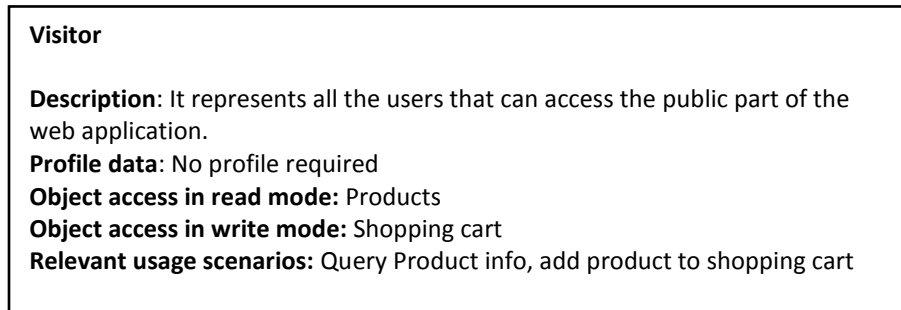 Visitor
Description: It represents all the users that can access the public part of the
web application.
Profile data: No profile required
Object access in read mode: Products
Object access in write mode: Shopping cart
Relevant usage scenarios: Query Product info, add product to shopping cart